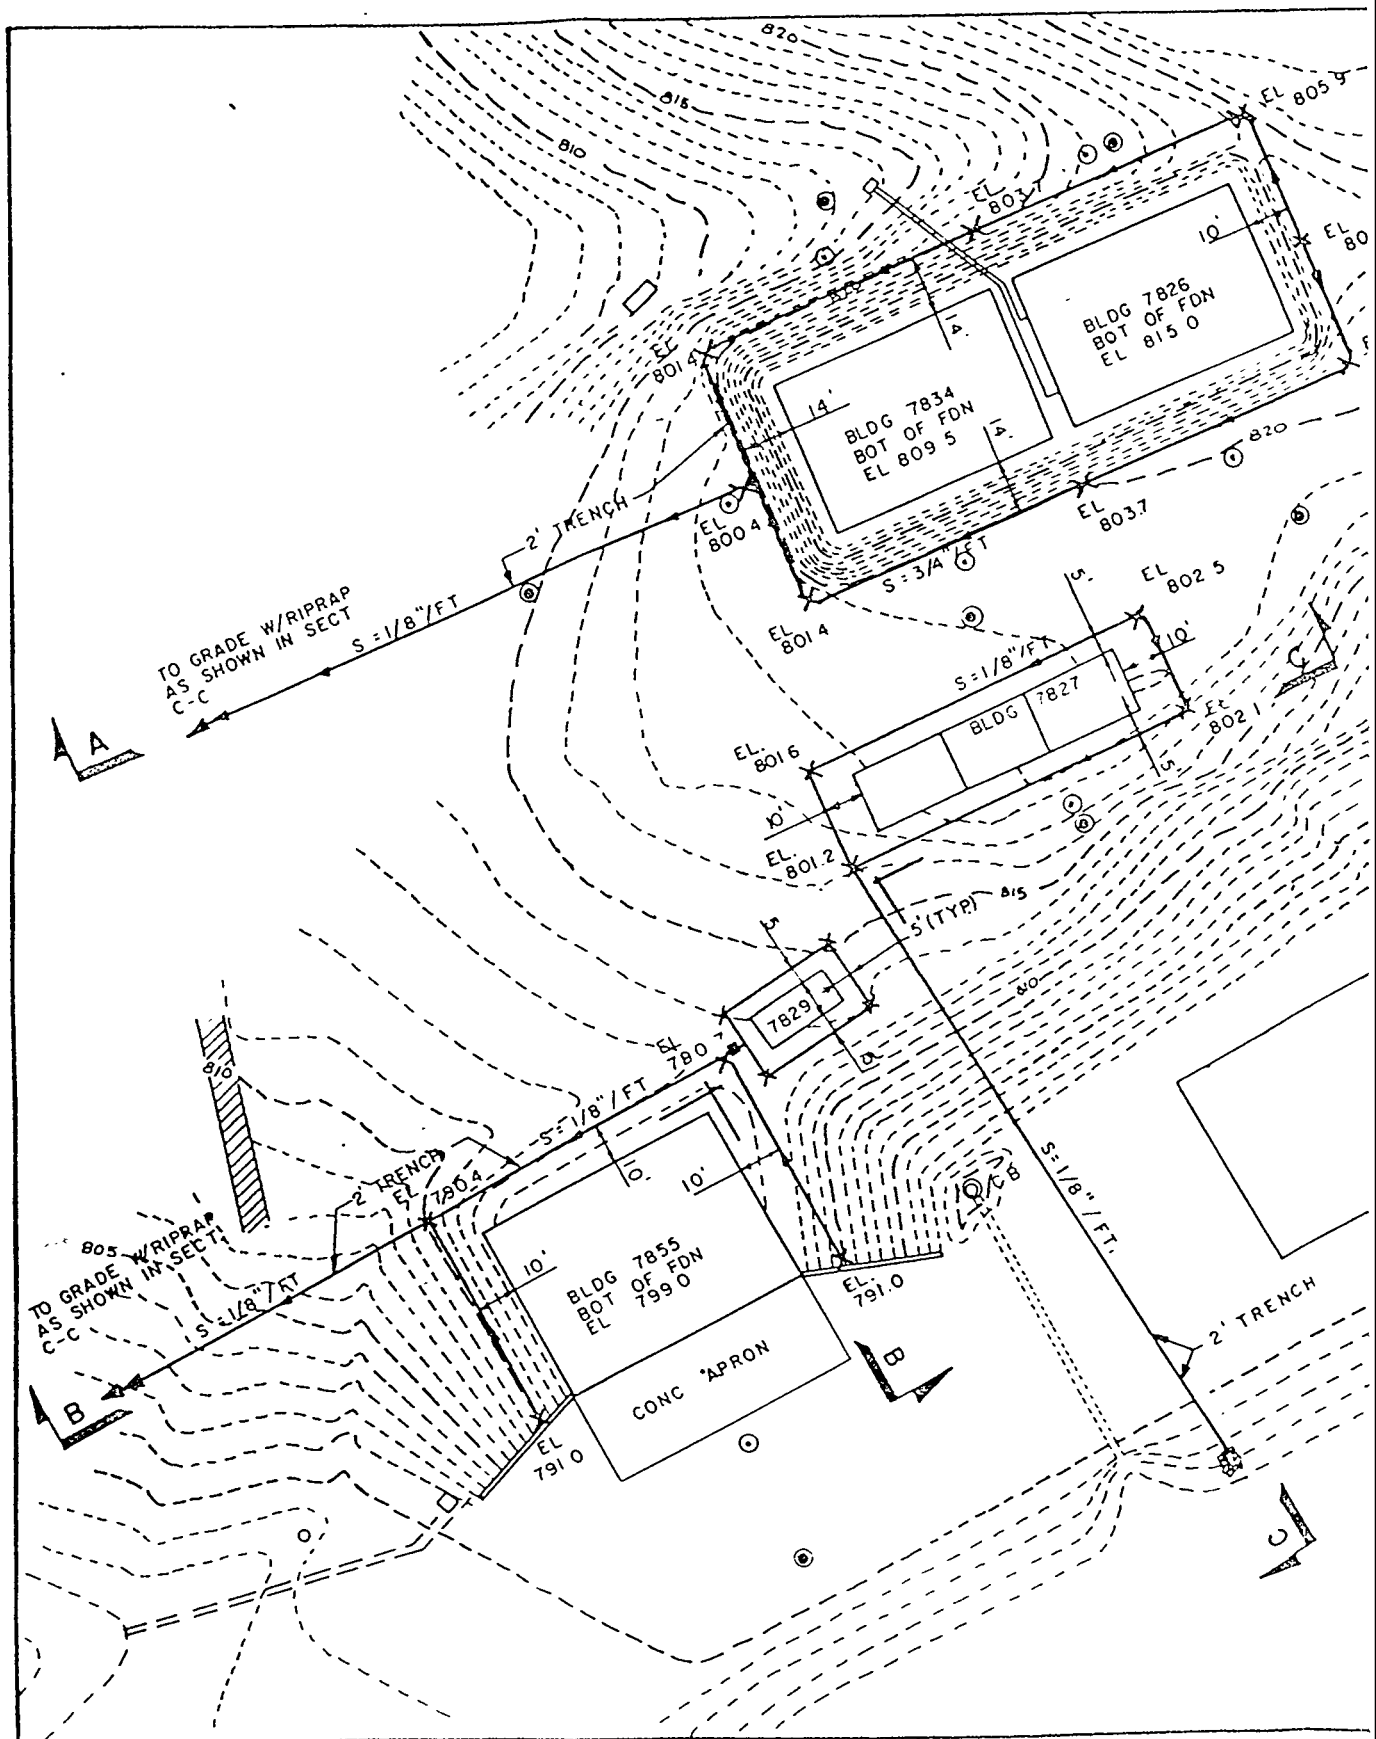 820
815
810
EL 805 9
EL
803.7
10'
EL
80
BLDG 7826
BOT OF FDN
EL 815 0
14'
EL
801 4
14'
BLDG 7834
BOT OF FDN
EL 809 5
14'
820
2' TRENCH
EL
800 4
EL
803.7
S = 3/4"/FT
TO GRADE W/RIPRAP
AS SHOWN IN SECT
C-C
S = 1/8"/FT
EL
801 4
5'
EL
802 5
S = 1/8"/FT
10'
C
BLDG 7827
EL
802 1
A
EL.
801 6
5'
10'
EL.
801.2
815
5' (TYP)
5'
810
7829
5'
EL
780 7
810
S = 1/8"/FT
2' TRENCH
EL 790.4
10'
10'
CB
S = 1/8"/FT.
805
TO GRADE W/RIPRAP
AS SHOWN IN SECT.
C-C
S = 1/8"/FT
10'
BLDG 7855
BOT OF FDN
EL 799 0
EL.
791.0
2' TRENCH
CONC APRON
B
B
EL
791 0
C